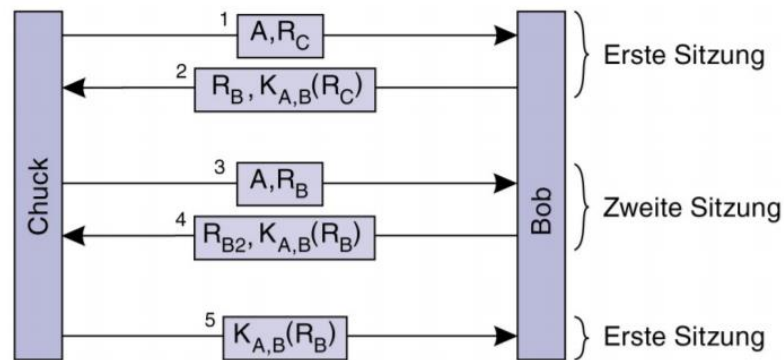 Chuck
Bob
1 A,R_C
2 R_B, K_A,B(R_C)
Erste Sitzung
3 A,R_B
4 R_B2, K_A,B(R_B)
Zweite Sitzung
5 K_A,B(R_B)
Erste Sitzung